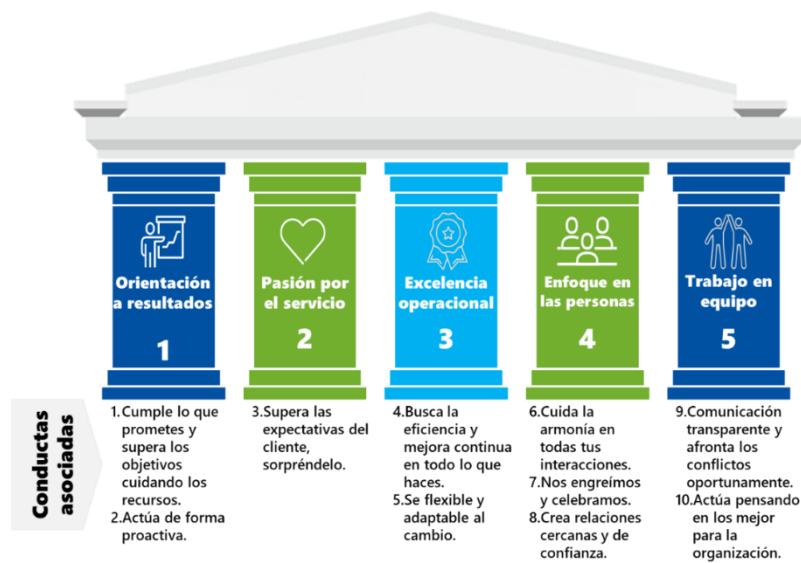 Orientación
a resultados
1
Pasión por
el servicio
2
Excelencia
operacional
3
Enfoque en
las personas
4
Trabajo en
equipo
5
Conductas
asociadas
1.Cumple lo que
prometes y
supera los
objetivos
cuidando los
recursos.
2.Actúa de forma
proactiva.
3.Supera las
expectativas del
cliente,
sorpréndelo.
4.Busca la
eficiencia y
mejora continua
en todo lo que
haces.
5.Se flexible y
adaptable al
cambio.
6.Cuida la
armonía en
todas tus
interacciones.
7.Nos engreímos y
celebramos.
8.Crea relaciones
cercanas y de
confianza.
9.Comunicación
transparente y
afronta los
conflictos
oportunamente.
10.Actúa pensando
en los mejor
para la
organización.